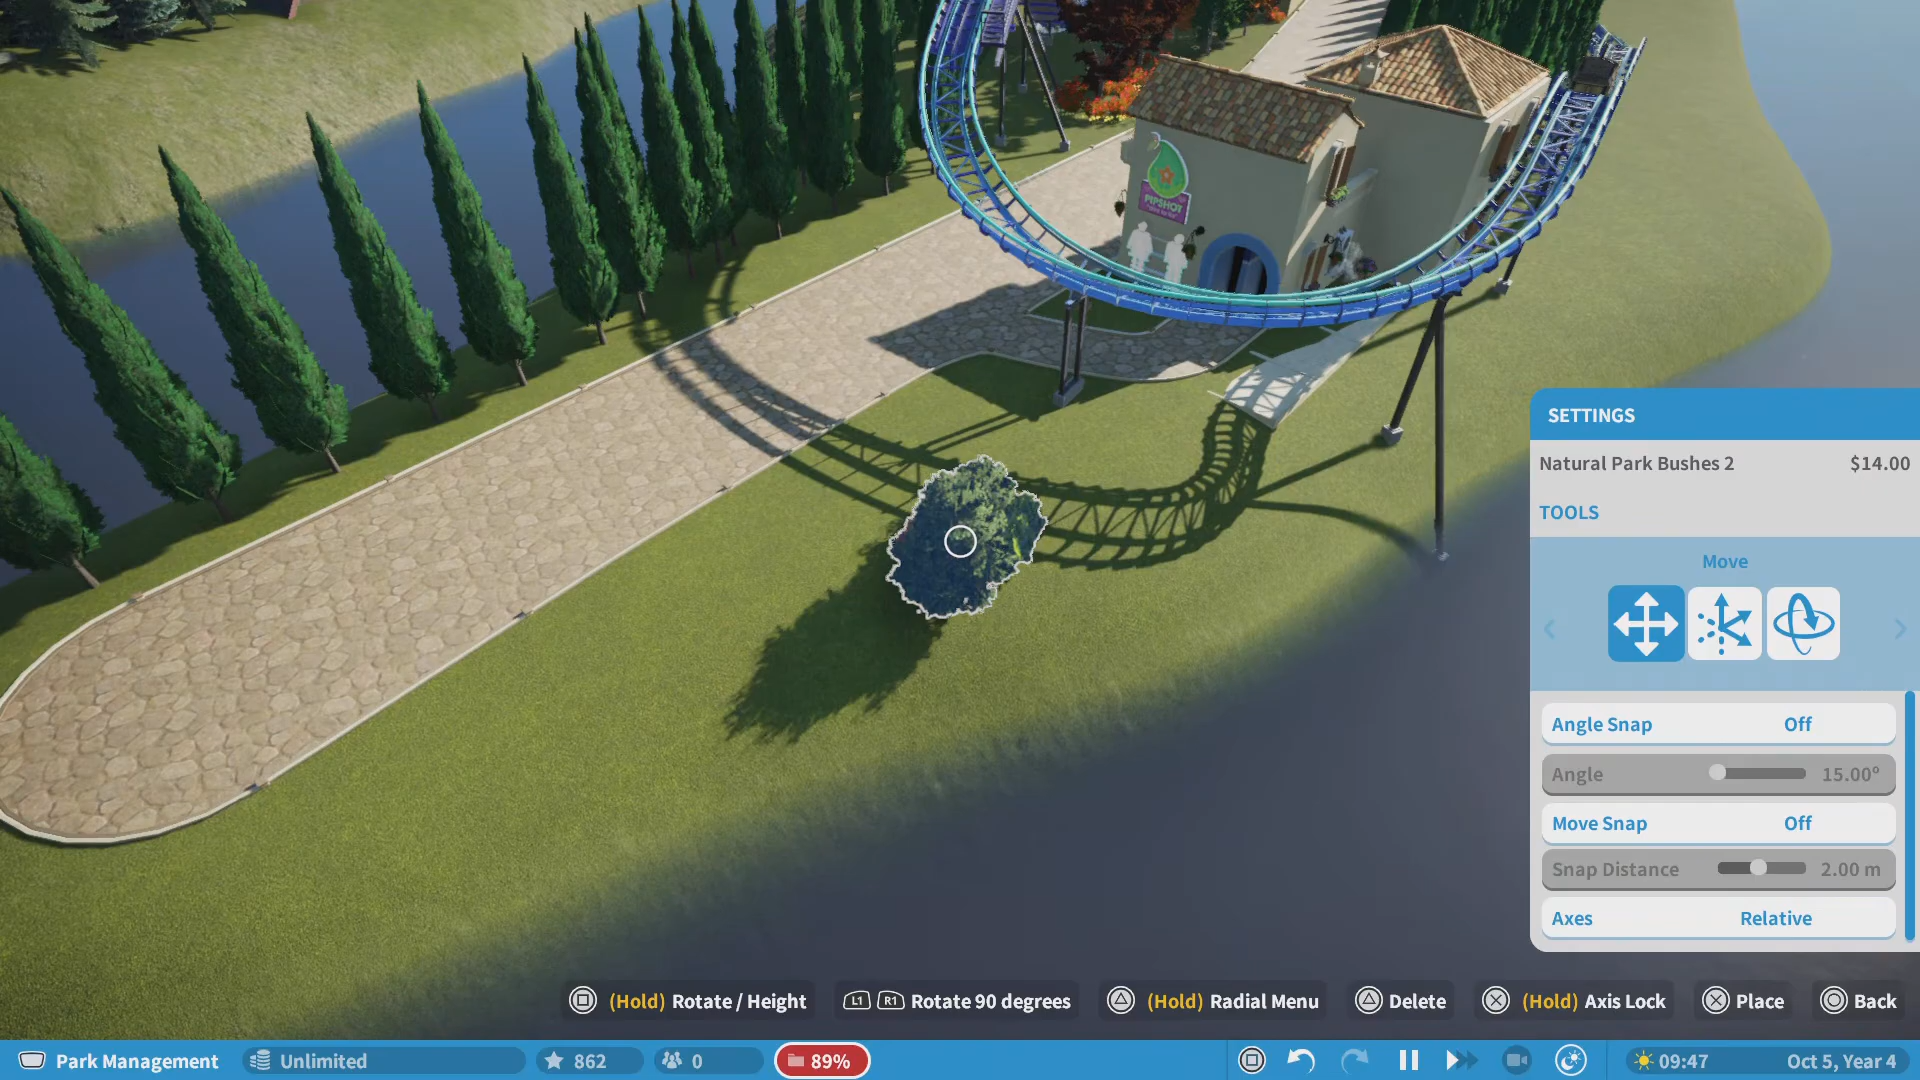 PIPSHOT
SETTINGS
Natural Park Bushes 2 $14.00
TOOLS
Move
Angle Snap Off
Angle 15.00°
Move Snap Off
Snap Distance 2.00 m
Axes Relative
(Hold) Rotate / Height L1 R1 Rotate 90 degrees (Hold) Radial Menu Delete (Hold) Axis Lock Place Back
Park Management Unlimited 862 0 89% 09:47 Oct 5, Year 4